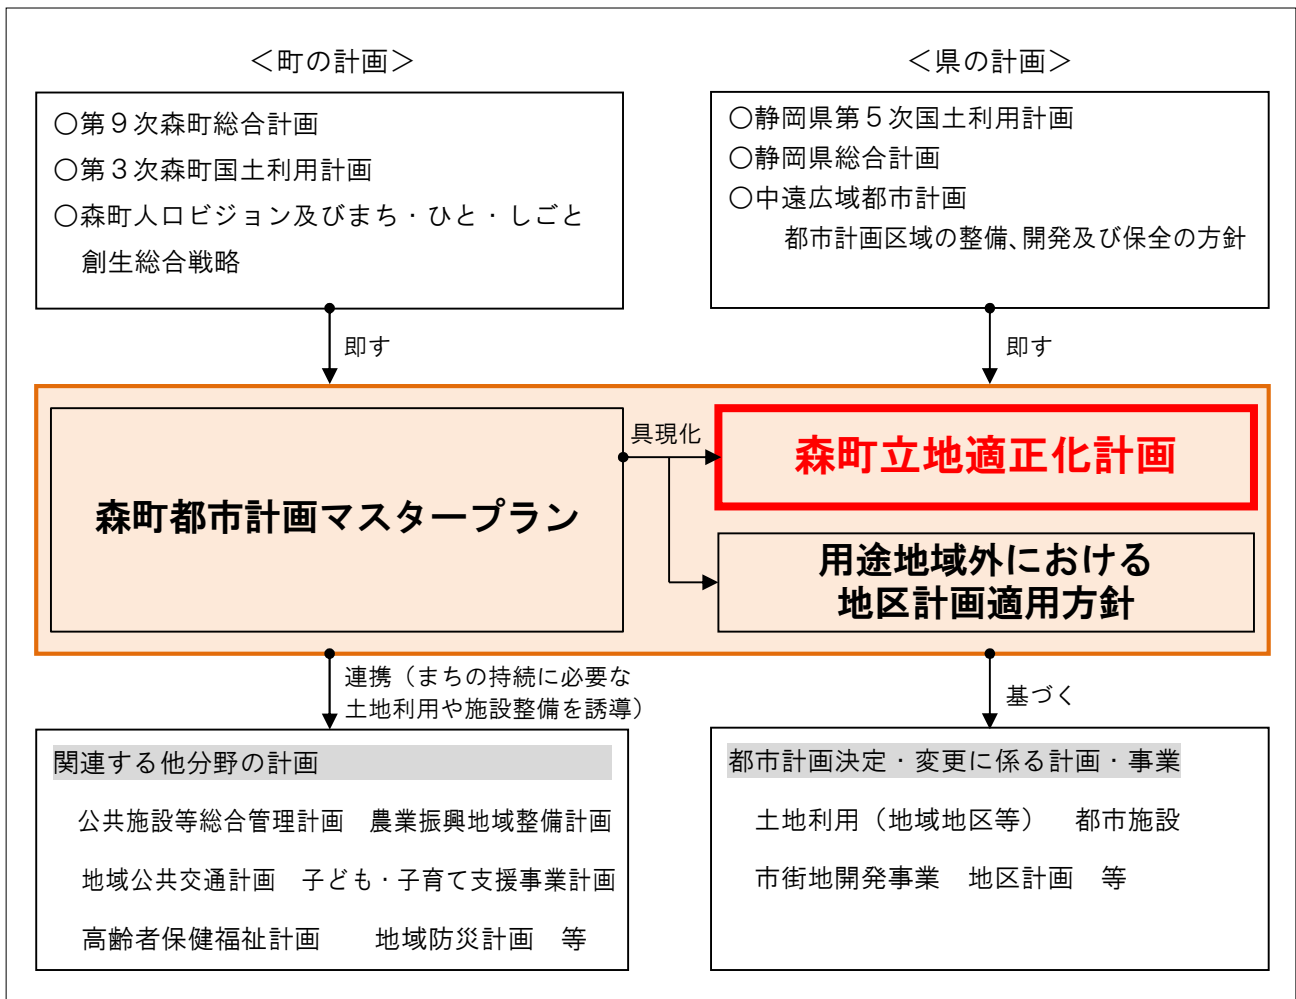 ＜町の計画＞
○第９次森町総合計画
○第３次森町国土利用計画
○森町人口ビジョン及びまち・ひと・しごと
創生総合戦略
＜県の計画＞
○静岡県第５次国土利用計画
○静岡県総合計画
○中遠広域都市計画
都市計画区域の整備、開発及び保全の方針
即す
即す
森町都市計画マスタープラン
具現化
森町立地適正化計画
用途地域外における
地区計画適用方針
連携（まちの持続に必要な
土地利用や施設整備を誘導）
基づく
関連する他分野の計画
公共施設等総合管理計画　農業振興地域整備計画
地域公共交通計画　子ども・子育て支援事業計画
高齢者保健福祉計画　　地域防災計画　等
都市計画決定・変更に係る計画・事業
土地利用（地域地区等）　都市施設
市街地開発事業　地区計画　等